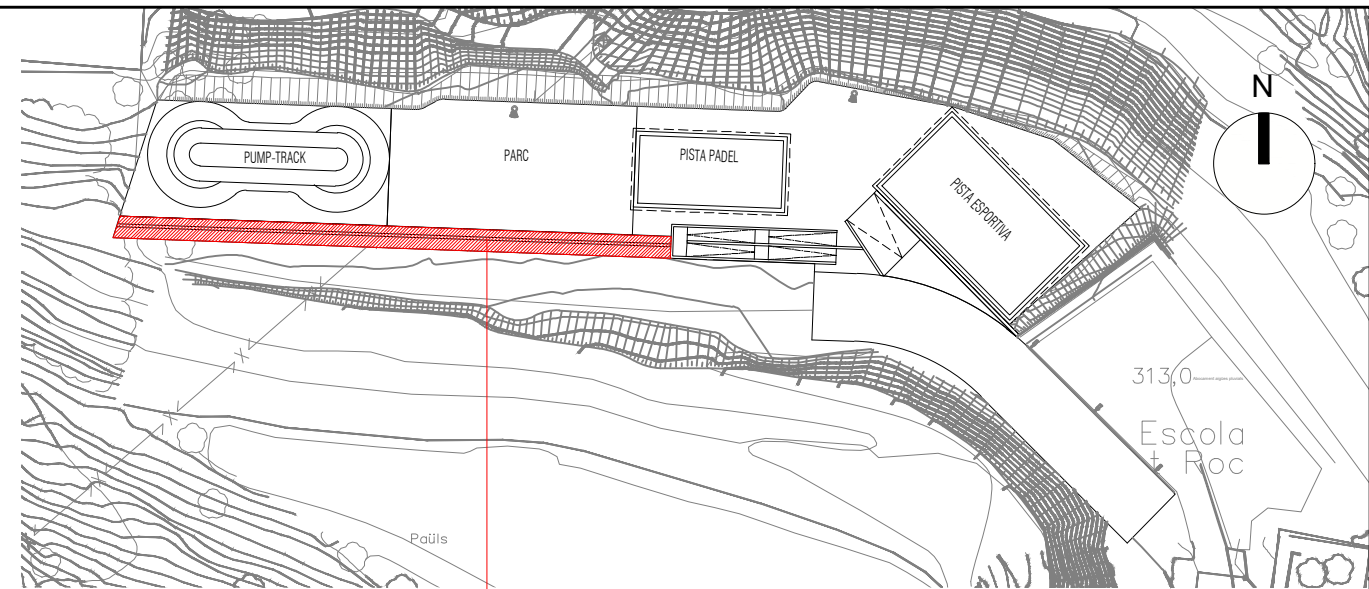 N
PUMP-TRACK
PARC
PISTA PADEL
PISTA ESPORTIVA
313,0
Escola
t Roc
Paüls